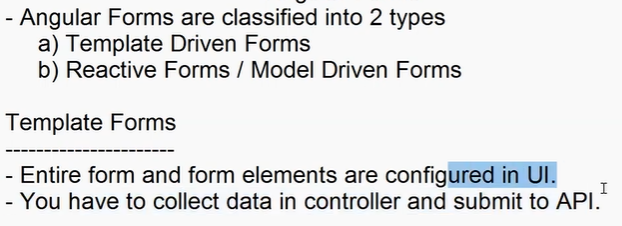 - Angular Forms are classified into 2 types
a) Template Driven Forms
b) Reactive Forms / Model Driven Forms
Template Forms
----------------------
- Entire form and form elements are configured in UI.
- You have to collect data in controller and submit to API.